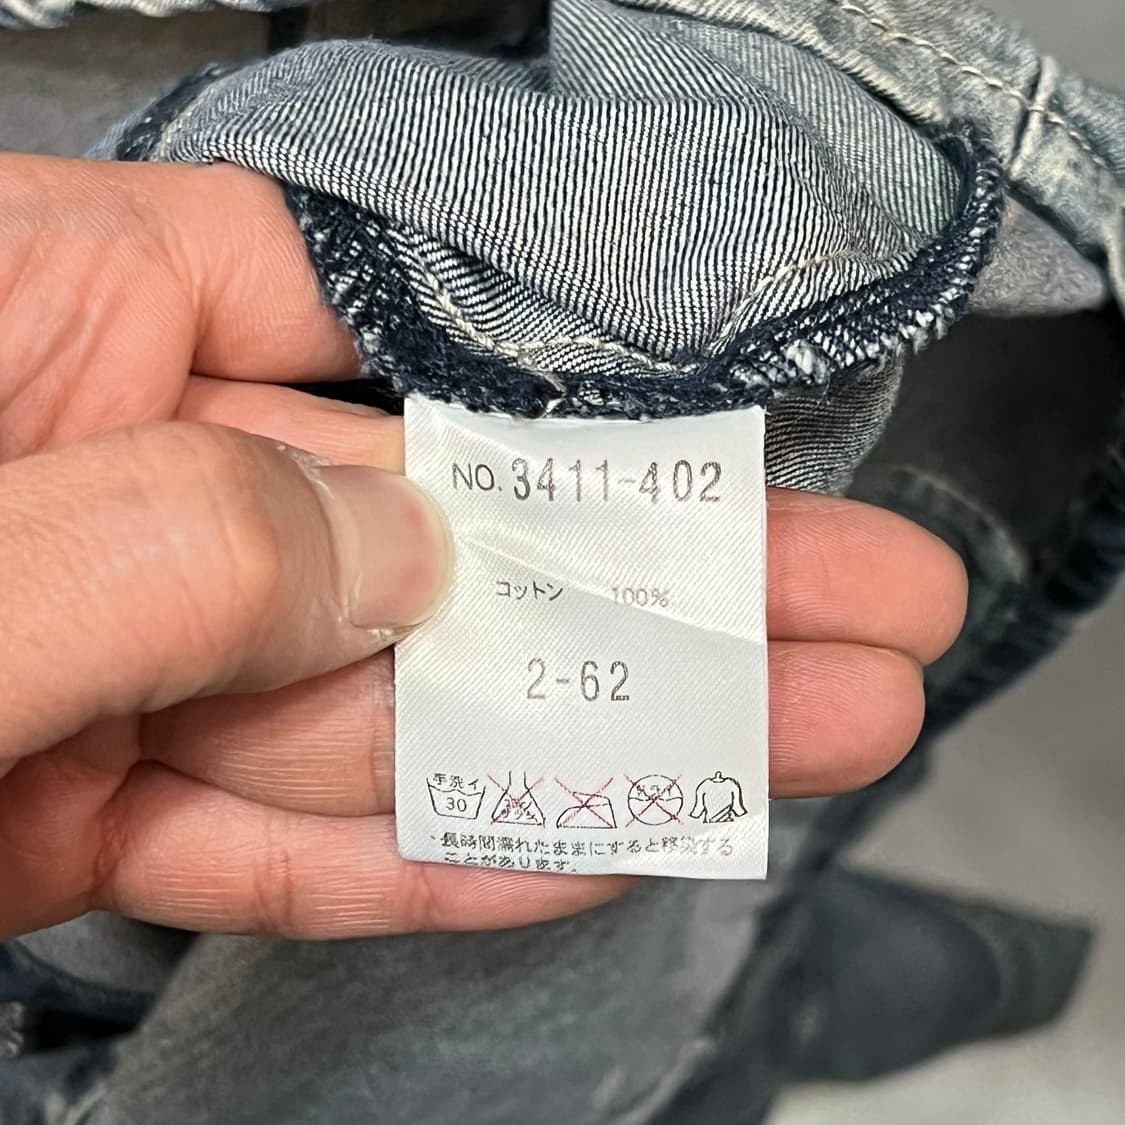 NO. 3411-402
コットン 100%
2-62
手洗イ
30
・長時間濡れたままにすると移染する
ことがあります。